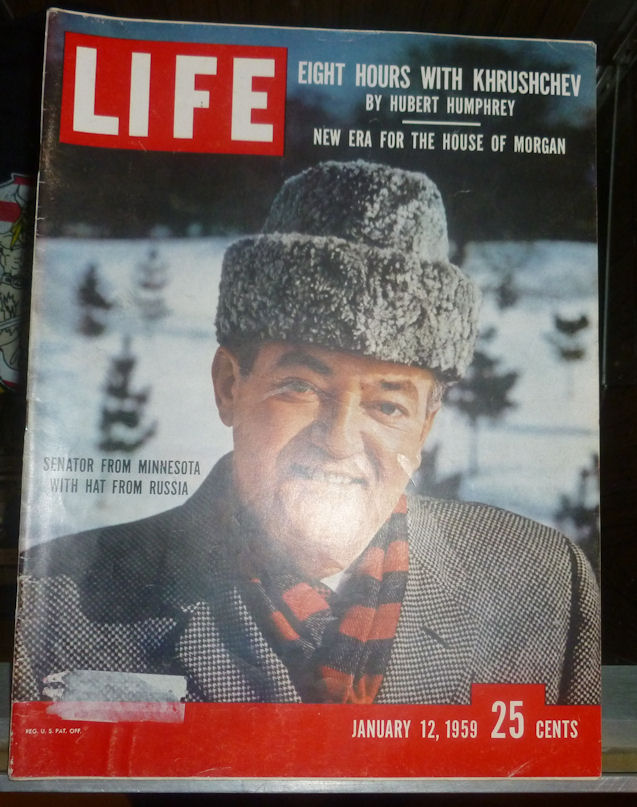 LIFE
EIGHT HOURS WITH KHRUSHCHEV
BY HUBERT HUMPHREY
NEW ERA FOR THE HOUSE OF MORGAN
SENATOR FROM MINNESOTA
WITH HAT FROM RUSSIA
REG. U. S. PAT. OFF.
JANUARY 12, 1959 25 CENTS